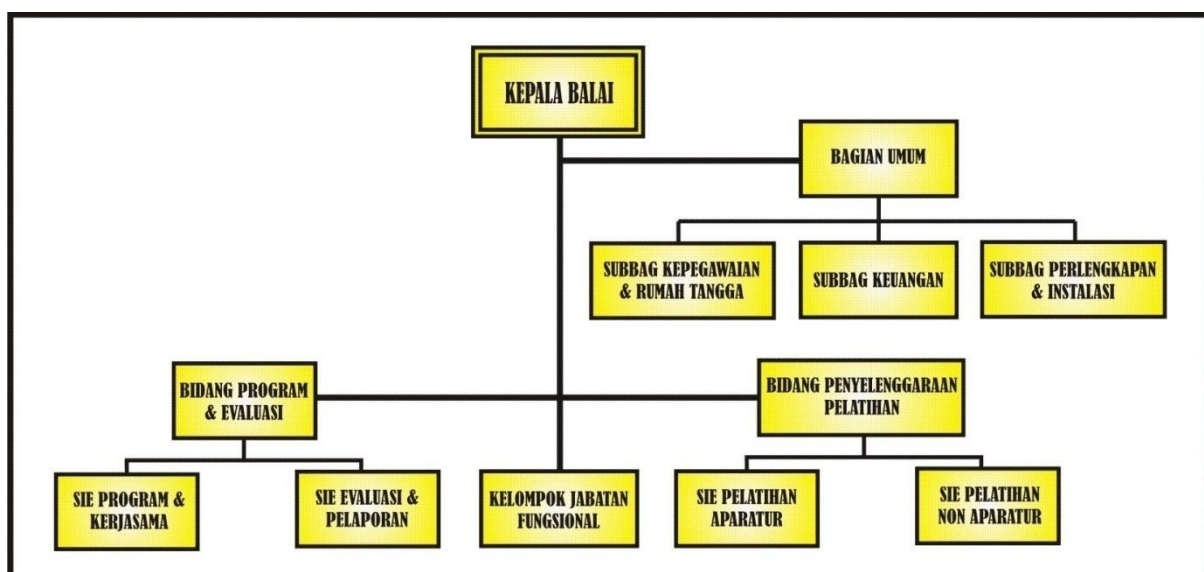 KEPALA BALAI
BAGIAN UMUM
SUBBAG KEPEGAWAIAN
& RUMAH TANGGA
SUBBAG KEUANGAN
SUBBAG PERLENGKAPAN
& INSTALASI
BIDANG PROGRAM
& EVALUASI
BIDANG PENYELENGGARAAN
PELATIHAN
SIE PROGRAM &
KERJASAMA
SIE EVALUASI &
PELAPORAN
KELOMPOK JABATAN
FUNGSIONAL
SIE PELATIHAN
APARATUR
SIE PELATIHAN
NON APARATUR